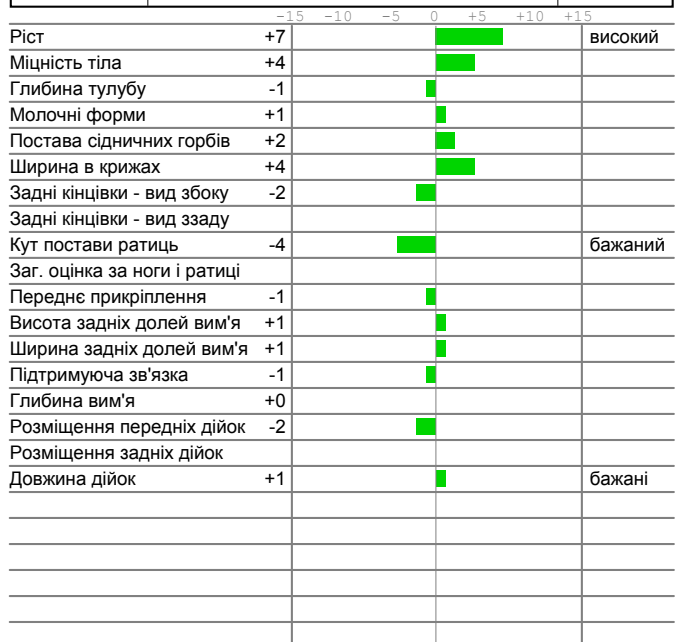 -15 -10 -5 0 +5 +10 +15
Ріст +7 високий
Міцність тіла +4
Глибина тулубу -1
Молочні форми +1
Постава сідничних горбів +2
Ширина в крижах +4
Задні кінцівки - вид збоку -2
Задні кінцівки - вид ззаду
Кут постави ратиць -4 бажаний
Заг. оцінка за ноги і ратиці
Переднє прикріплення -1
Висота задніх долей вим'я +1
Ширина задніх долей вим'я +1
Підтримуюча зв'язка -1
Глибина вим'я +0
Розміщення передніх дійок -2
Розміщення задніх дійок
Довжина дійок +1 бажані